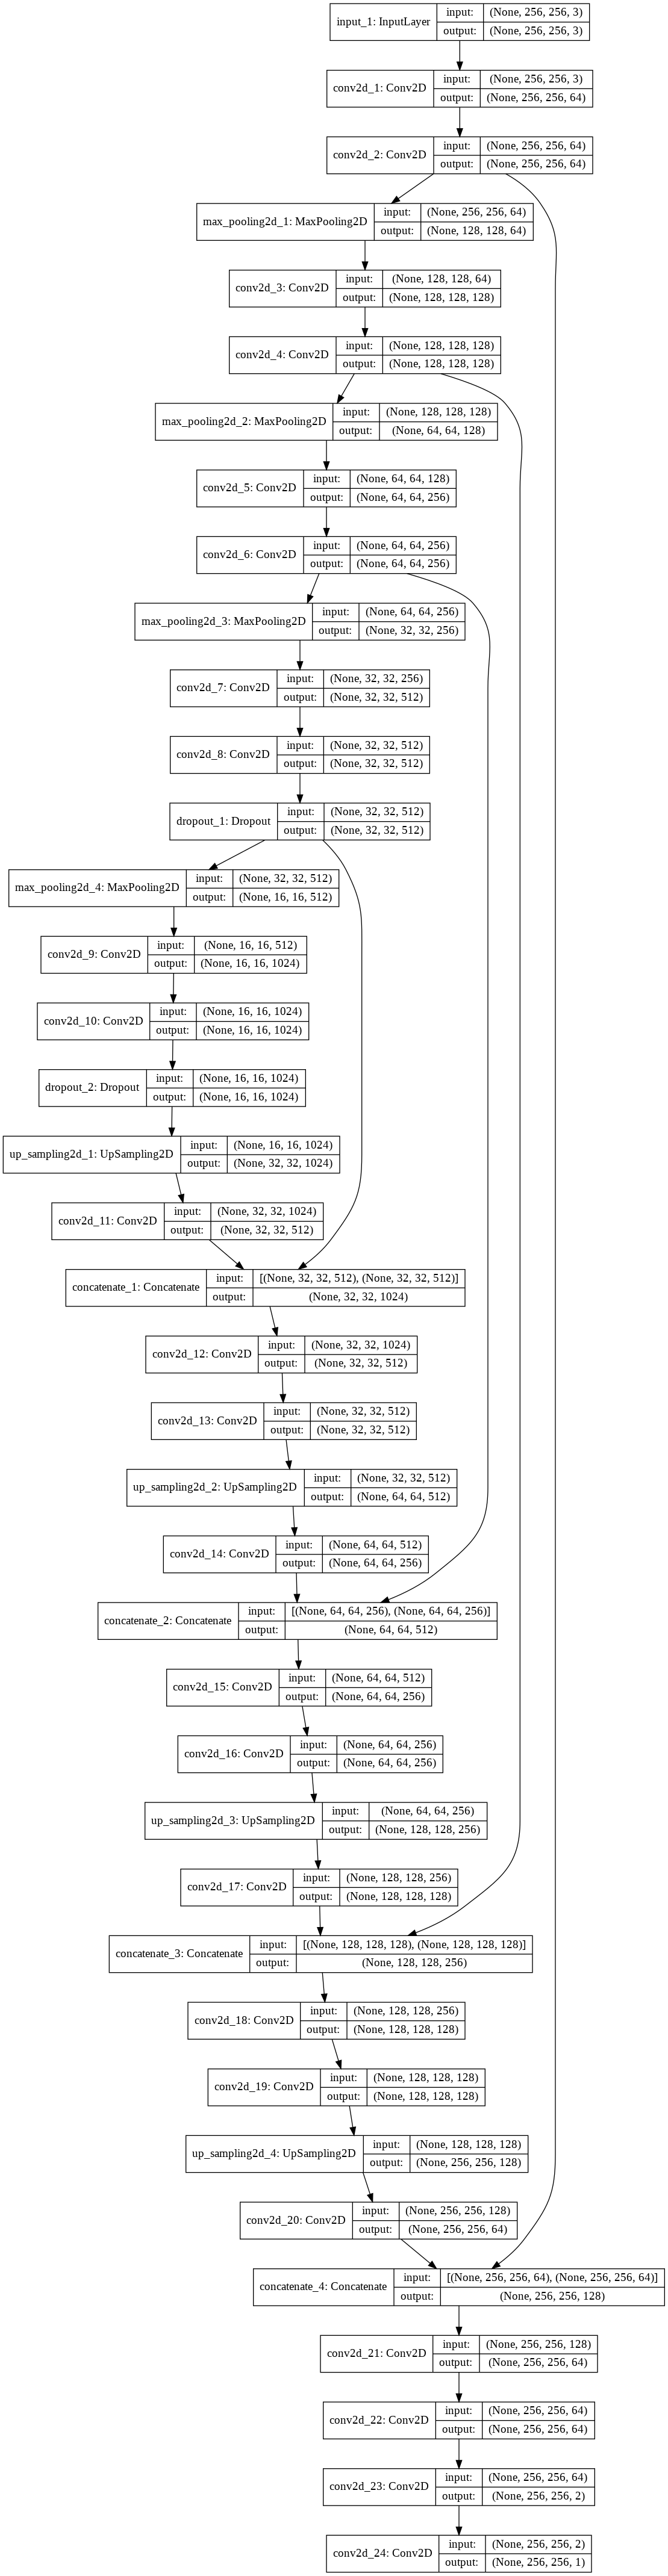 input_1: InputLayer
input: (None, 256, 256, 3)
output: (None, 256, 256, 3)
conv2d_1: Conv2D
input: (None, 256, 256, 3)
output: (None, 256, 256, 64)
conv2d_2: Conv2D
input: (None, 256, 256, 64)
output: (None, 256, 256, 64)
max_pooling2d_1: MaxPooling2D
input: (None, 256, 256, 64)
output: (None, 128, 128, 64)
conv2d_3: Conv2D
input: (None, 128, 128, 64)
output: (None, 128, 128, 128)
conv2d_4: Conv2D
input: (None, 128, 128, 128)
output: (None, 128, 128, 128)
max_pooling2d_2: MaxPooling2D
input: (None, 128, 128, 128)
output: (None, 64, 64, 128)
conv2d_5: Conv2D
input: (None, 64, 64, 128)
output: (None, 64, 64, 256)
conv2d_6: Conv2D
input: (None, 64, 64, 256)
output: (None, 64, 64, 256)
max_pooling2d_3: MaxPooling2D
input: (None, 64, 64, 256)
output: (None, 32, 32, 256)
conv2d_7: Conv2D
input: (None, 32, 32, 256)
output: (None, 32, 32, 512)
conv2d_8: Conv2D
input: (None, 32, 32, 512)
output: (None, 32, 32, 512)
dropout_1: Dropout
input: (None, 32, 32, 512)
output: (None, 32, 32, 512)
max_pooling2d_4: MaxPooling2D
input: (None, 32, 32, 512)
output: (None, 16, 16, 512)
conv2d_9: Conv2D
input: (None, 16, 16, 512)
output: (None, 16, 16, 1024)
conv2d_10: Conv2D
input: (None, 16, 16, 1024)
output: (None, 16, 16, 1024)
dropout_2: Dropout
input: (None, 16, 16, 1024)
output: (None, 16, 16, 1024)
up_sampling2d_1: UpSampling2D
input: (None, 16, 16, 1024)
output: (None, 32, 32, 1024)
conv2d_11: Conv2D
input: (None, 32, 32, 1024)
output: (None, 32, 32, 512)
concatenate_1: Concatenate
input: [(None, 32, 32, 512), (None, 32, 32, 512)]
output: (None, 32, 32, 1024)
conv2d_12: Conv2D
input: (None, 32, 32, 1024)
output: (None, 32, 32, 512)
conv2d_13: Conv2D
input: (None, 32, 32, 512)
output: (None, 32, 32, 512)
up_sampling2d_2: UpSampling2D
input: (None, 32, 32, 512)
output: (None, 64, 64, 512)
conv2d_14: Conv2D
input: (None, 64, 64, 512)
output: (None, 64, 64, 256)
concatenate_2: Concatenate
input: [(None, 64, 64, 256), (None, 64, 64, 256)]
output: (None, 64, 64, 512)
conv2d_15: Conv2D
input: (None, 64, 64, 512)
output: (None, 64, 64, 256)
conv2d_16: Conv2D
input: (None, 64, 64, 256)
output: (None, 64, 64, 256)
up_sampling2d_3: UpSampling2D
input: (None, 64, 64, 256)
output: (None, 128, 128, 256)
conv2d_17: Conv2D
input: (None, 128, 128, 256)
output: (None, 128, 128, 128)
concatenate_3: Concatenate
input: [(None, 128, 128, 128), (None, 128, 128, 128)]
output: (None, 128, 128, 256)
conv2d_18: Conv2D
input: (None, 128, 128, 256)
output: (None, 128, 128, 128)
conv2d_19: Conv2D
input: (None, 128, 128, 128)
output: (None, 128, 128, 128)
up_sampling2d_4: UpSampling2D
input: (None, 128, 128, 128)
output: (None, 256, 256, 128)
conv2d_20: Conv2D
input: (None, 256, 256, 128)
output: (None, 256, 256, 64)
concatenate_4: Concatenate
input: [(None, 256, 256, 64), (None, 256, 256, 64)]
output: (None, 256, 256, 128)
conv2d_21: Conv2D
input: (None, 256, 256, 128)
output: (None, 256, 256, 64)
conv2d_22: Conv2D
input: (None, 256, 256, 64)
output: (None, 256, 256, 64)
conv2d_23: Conv2D
input: (None, 256, 256, 64)
output: (None, 256, 256, 2)
conv2d_24: Conv2D
input: (None, 256, 256, 2)
output: (None, 256, 256, 1)